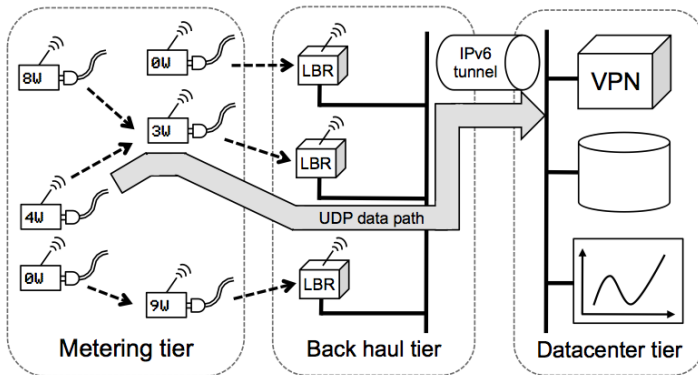 8W
0W
LBR
IPv6
tunnel
VPN
3W
LBR
4W
UDP data path
0W
9W
LBR
Metering tier
Back haul tier
Datacenter tier